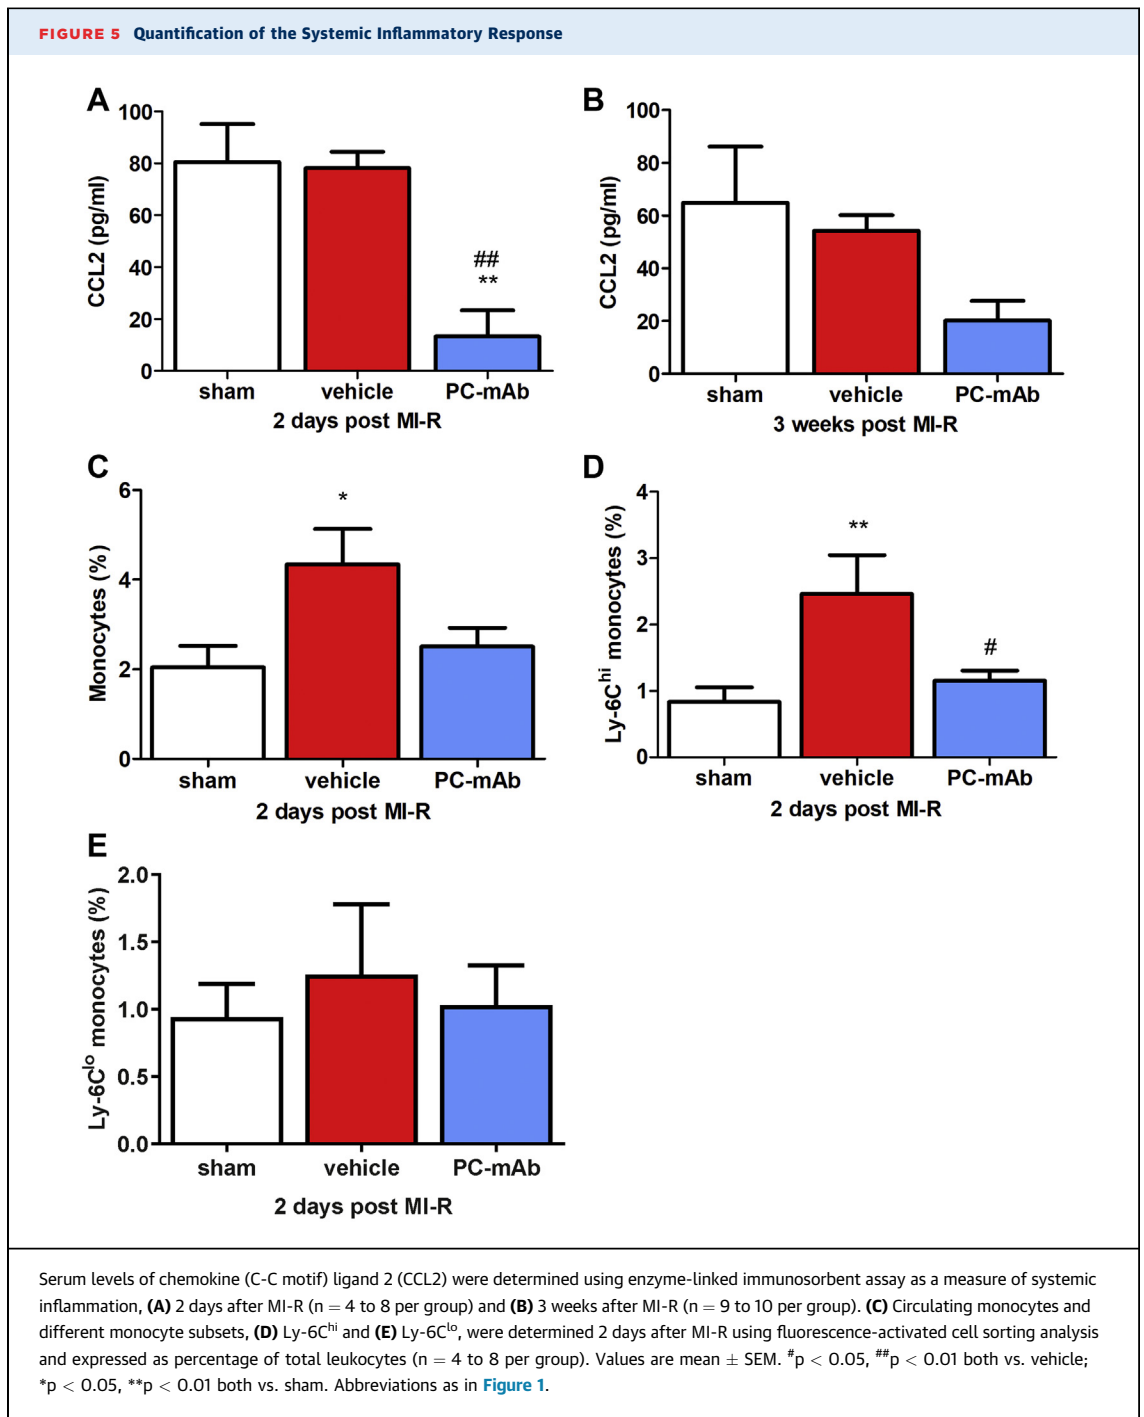 FIGURE 5 Quantification of the Systemic Inflammatory Response
A
100
80
60
40
20
0
CCL2 (pg/ml)
##
**
sham vehicle PC-mAb
2 days post MI-R
B
100
80
60
40
20
0
CCL2 (pg/ml)
sham vehicle PC-mAb
3 weeks post MI-R
C
6
4
2
0
Monocytes (%)
*
sham vehicle PC-mAb
2 days post MI-R
D
4
3
2
1
0
Ly-6Chi monocytes (%)
**
#
sham vehicle PC-mAb
2 days post MI-R
E
2.0
1.5
1.0
0.5
0.0
Ly-6Clo monocytes (%)
sham vehicle PC-mAb
2 days post MI-R
Serum levels of chemokine (C-C motif) ligand 2 (CCL2) were determined using enzyme-linked immunosorbent assay as a measure of systemic
inflammation, (A) 2 days after MI-R (n = 4 to 8 per group) and (B) 3 weeks after MI-R (n = 9 to 10 per group). (C) Circulating monocytes and
different monocyte subsets, (D) Ly-6Chi and (E) Ly-6Clo, were determined 2 days after MI-R using fluorescence-activated cell sorting analysis
and expressed as percentage of total leukocytes (n = 4 to 8 per group). Values are mean ± SEM. #p < 0.05, ##p < 0.01 both vs. vehicle;
*p < 0.05, **p < 0.01 both vs. sham. Abbreviations as in Figure 1.